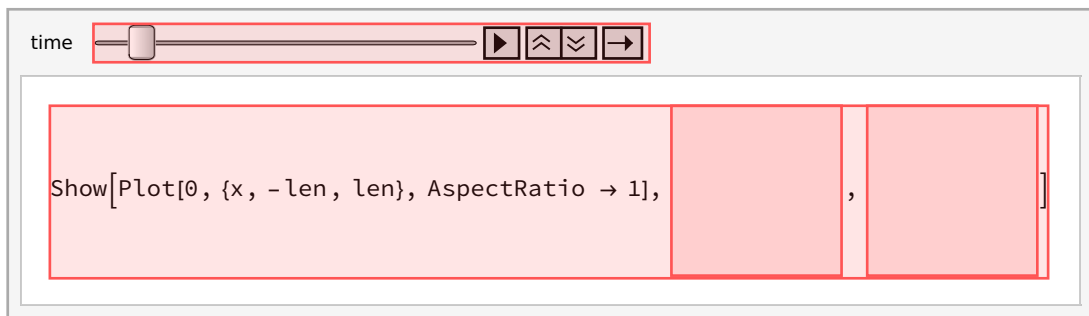 time
Show[Plot[0, {x, -len, len}, AspectRatio → 1], , ]